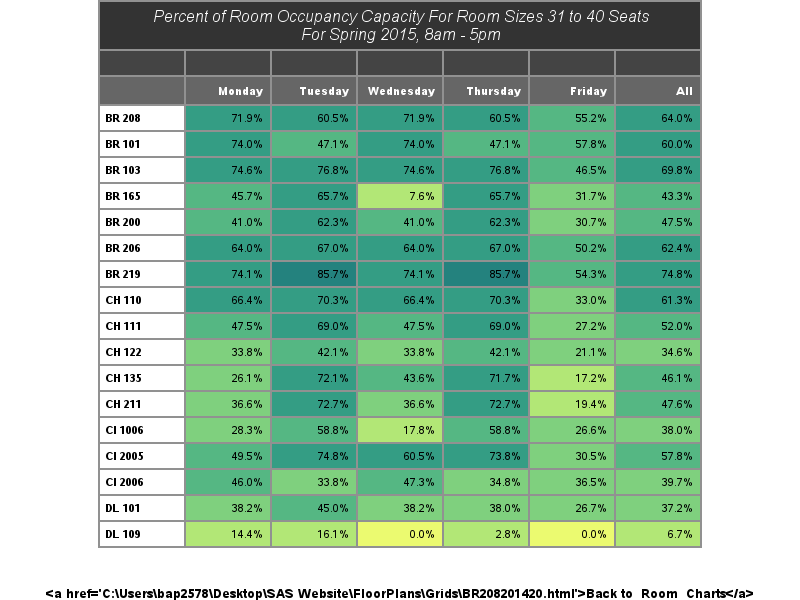 Percent of Room Occupancy Capacity For Room Sizes 31 to 40 Seats
For Spring 2015, 8am - 5pm
Monday Tuesday Wednesday Thursday Friday All
BR 208 71.9% 60.5% 71.9% 60.5% 55.2% 64.0%
BR 101 74.0% 47.1% 74.0% 47.1% 57.8% 60.0%
BR 103 74.6% 76.8% 74.6% 76.8% 46.5% 69.8%
BR 165 45.7% 65.7% 7.6% 65.7% 31.7% 43.3%
BR 200 41.0% 62.3% 41.0% 62.3% 30.7% 47.5%
BR 206 64.0% 67.0% 64.0% 67.0% 50.2% 62.4%
BR 219 74.1% 85.7% 74.1% 85.7% 54.3% 74.8%
CH 110 66.4% 70.3% 66.4% 70.3% 33.0% 61.3%
CH 111 47.5% 69.0% 47.5% 69.0% 27.2% 52.0%
CH 122 33.8% 42.1% 33.8% 42.1% 21.1% 34.6%
CH 135 26.1% 72.1% 43.6% 71.7% 17.2% 46.1%
CH 211 36.6% 72.7% 36.6% 72.7% 19.4% 47.6%
CI 1006 28.3% 58.8% 17.8% 58.8% 26.6% 38.0%
CI 2005 49.5% 74.8% 60.5% 73.8% 30.5% 57.8%
CI 2006 46.0% 33.8% 47.3% 34.8% 36.5% 39.7%
DL 101 38.2% 45.0% 38.2% 38.0% 26.7% 37.2%
DL 109 14.4% 16.1% 0.0% 2.8% 0.0% 6.7%
<a href='C:\Users\bap2578\Desktop\SAS Website\FloorPlans\Grids\BR208201420.html'>Back to Room Charts</a>